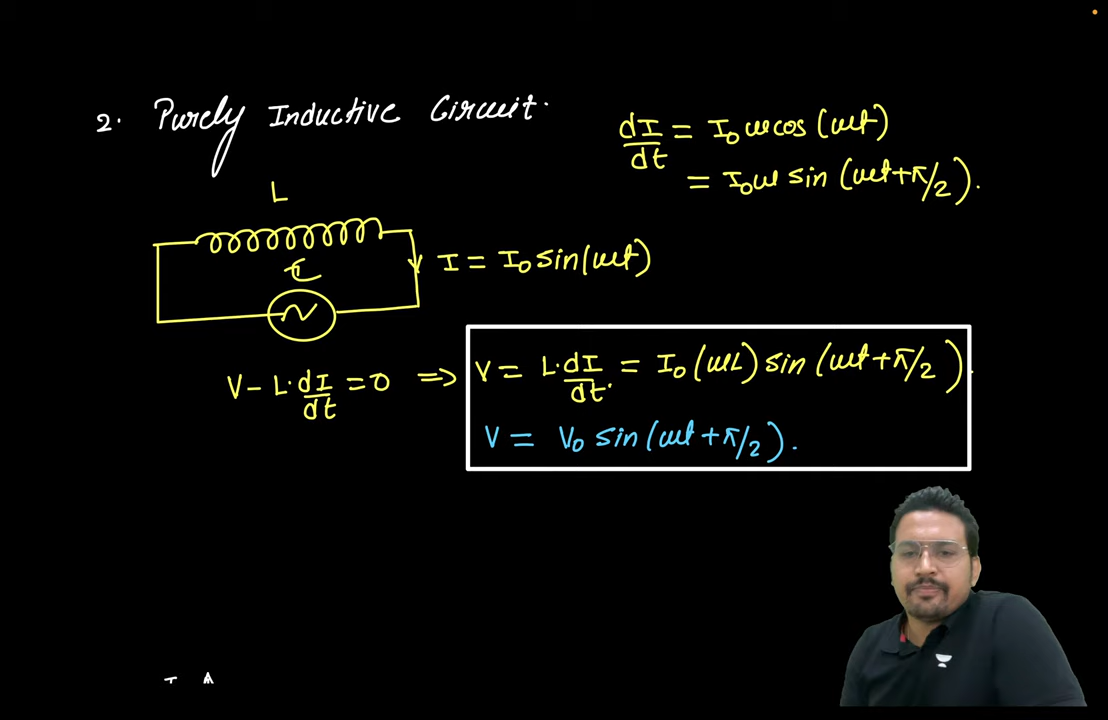 2. Purely Inductive Circuit.
dI/dt = I₀ω cos(ωt)
= I₀ω sin(ωt+π/2).
L
I = I₀ sin(ωt)
V - L·dI/dt = 0 ⇒ V = L·dI/dt = I₀(ωL) sin(ωt+π/2).
V = V₀ sin(ωt+π/2).